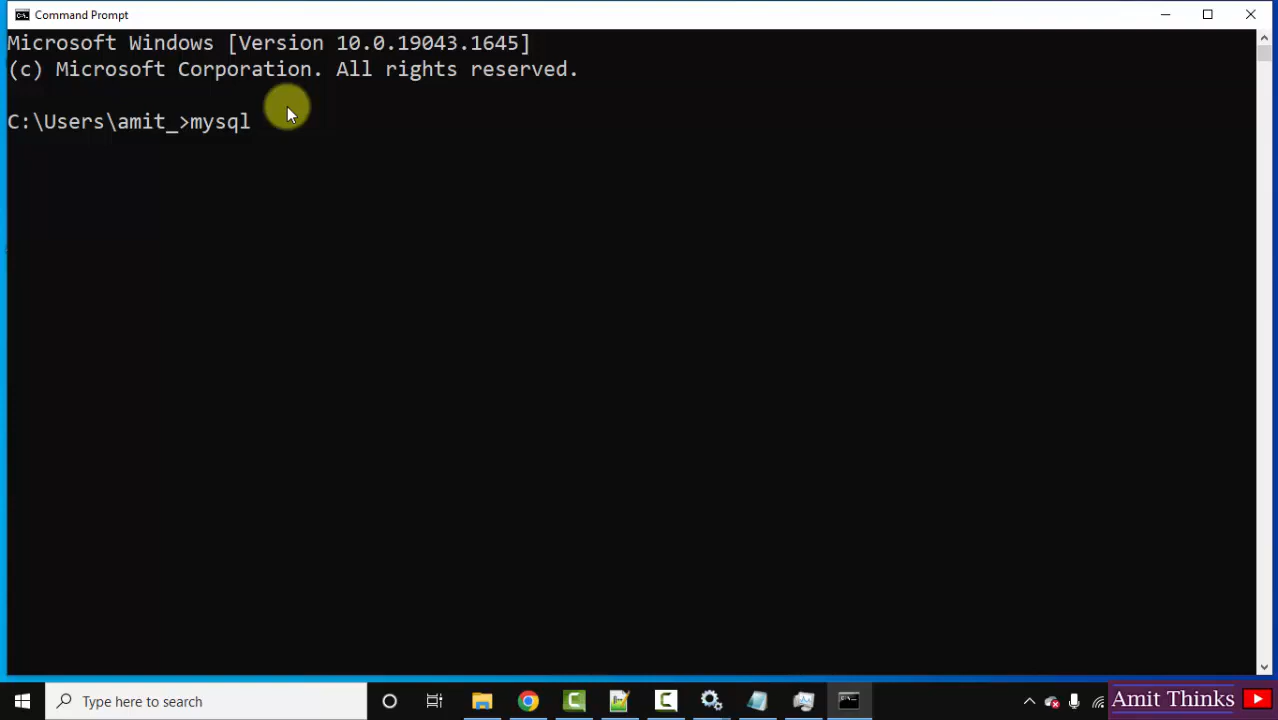 Command Prompt
Microsoft Windows [Version 10.0.19043.1645]
(c) Microsoft Corporation. All rights reserved.
C:\Users\amit_>mysql
Type here to search
Amit Thinks